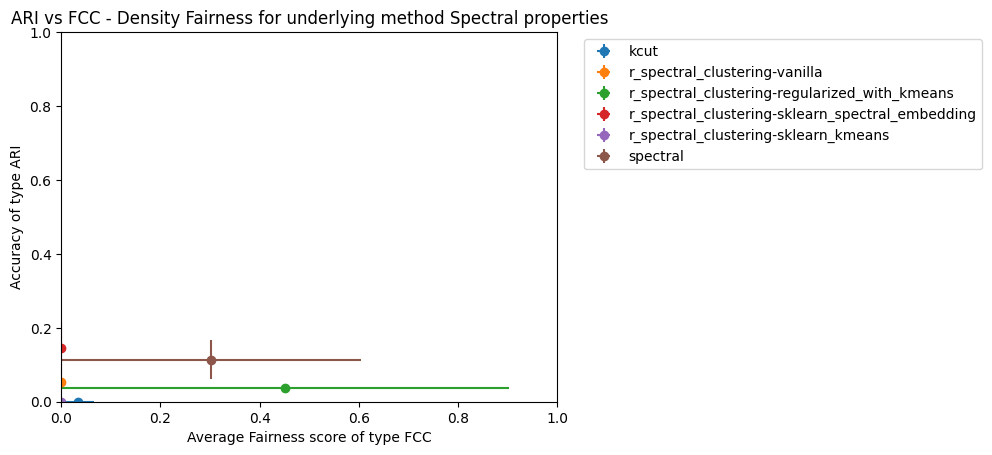 ARI vs FCC - Density Fairness for underlying method Spectral properties
kcut
r_spectral_clustering-vanilla
r_spectral_clustering-regularized_with_kmeans
r_spectral_clustering-sklearn_spectral_embedding
r_spectral_clustering-sklearn_kmeans
spectral
Accuracy of type ARI
1.0
0.8
0.6
0.4
0.2
0.0
0.0 0.2 0.4 0.6 0.8 1.0
Average Fairness score of type FCC